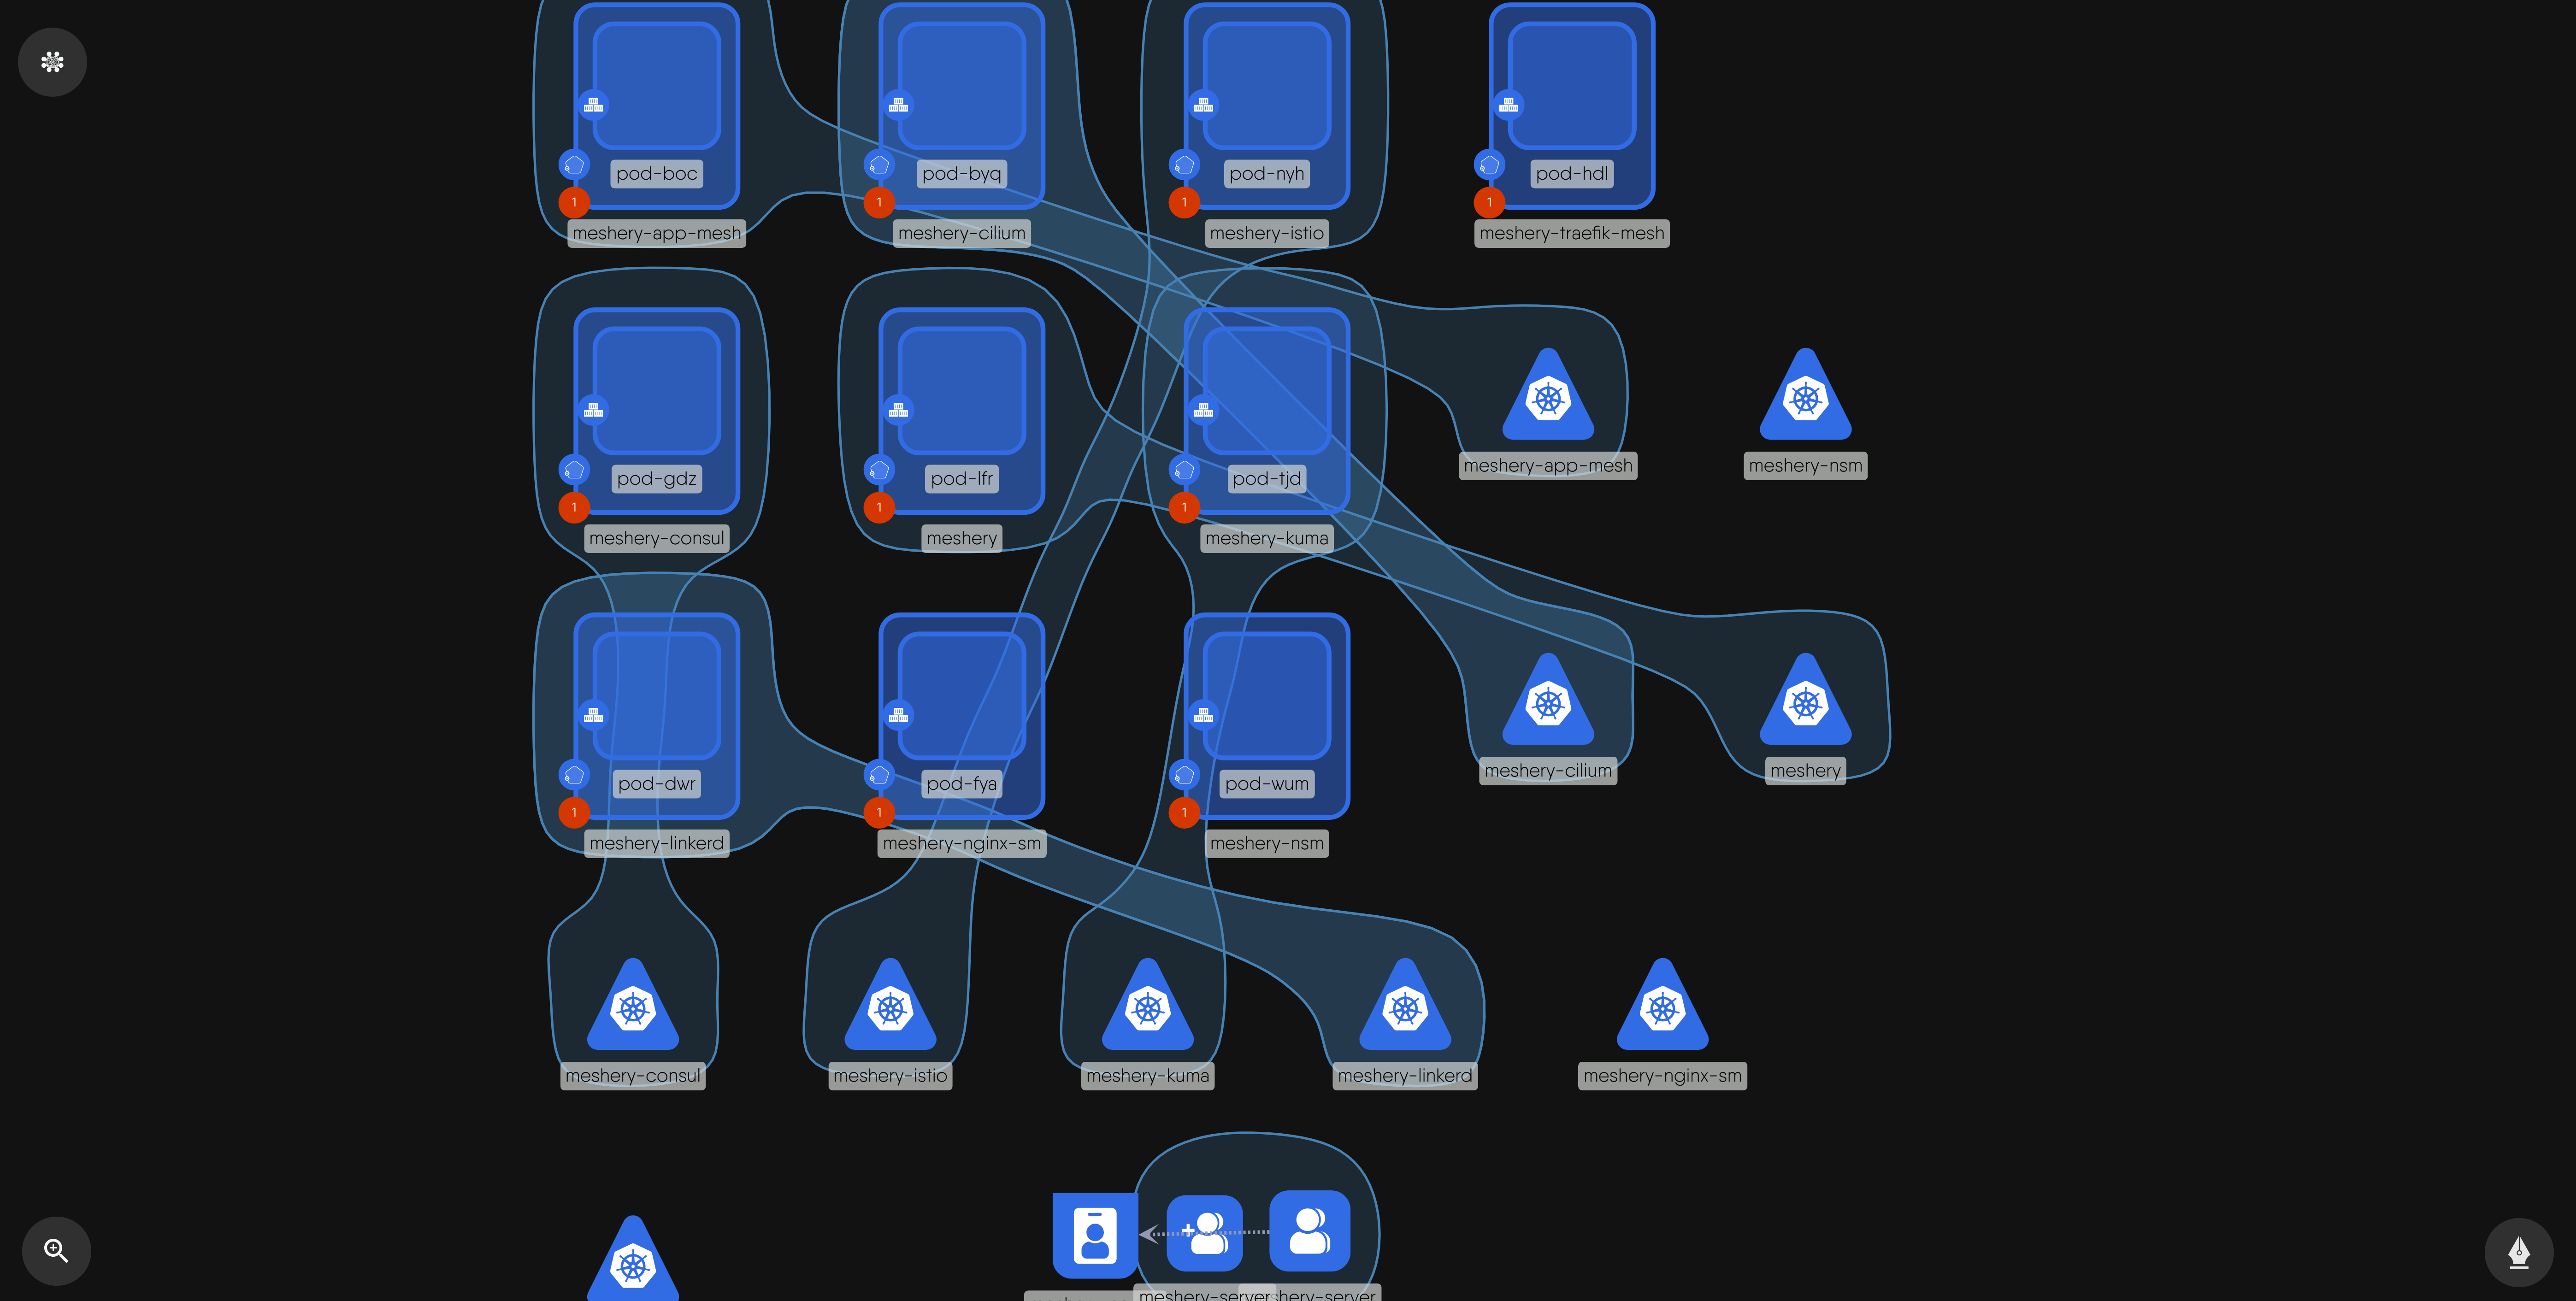 pod-boc
1
meshery-app-mesh
pod-byq
1
meshery-cilium
pod-nyh
1
meshery-istio
pod-hdl
1
meshery-traefik-mesh
pod-gdz
1
meshery-consul
pod-lfr
1
meshery
pod-tjd
1
meshery-kuma
meshery-app-mesh
meshery-nsm
pod-dwr
1
meshery-linkerd
pod-fya
1
meshery-nginx-sm
pod-wum
1
meshery-nsm
meshery-cilium
meshery
meshery-consul
meshery-istio
meshery-kuma
meshery-linkerd
meshery-nginx-sm
meshery-server